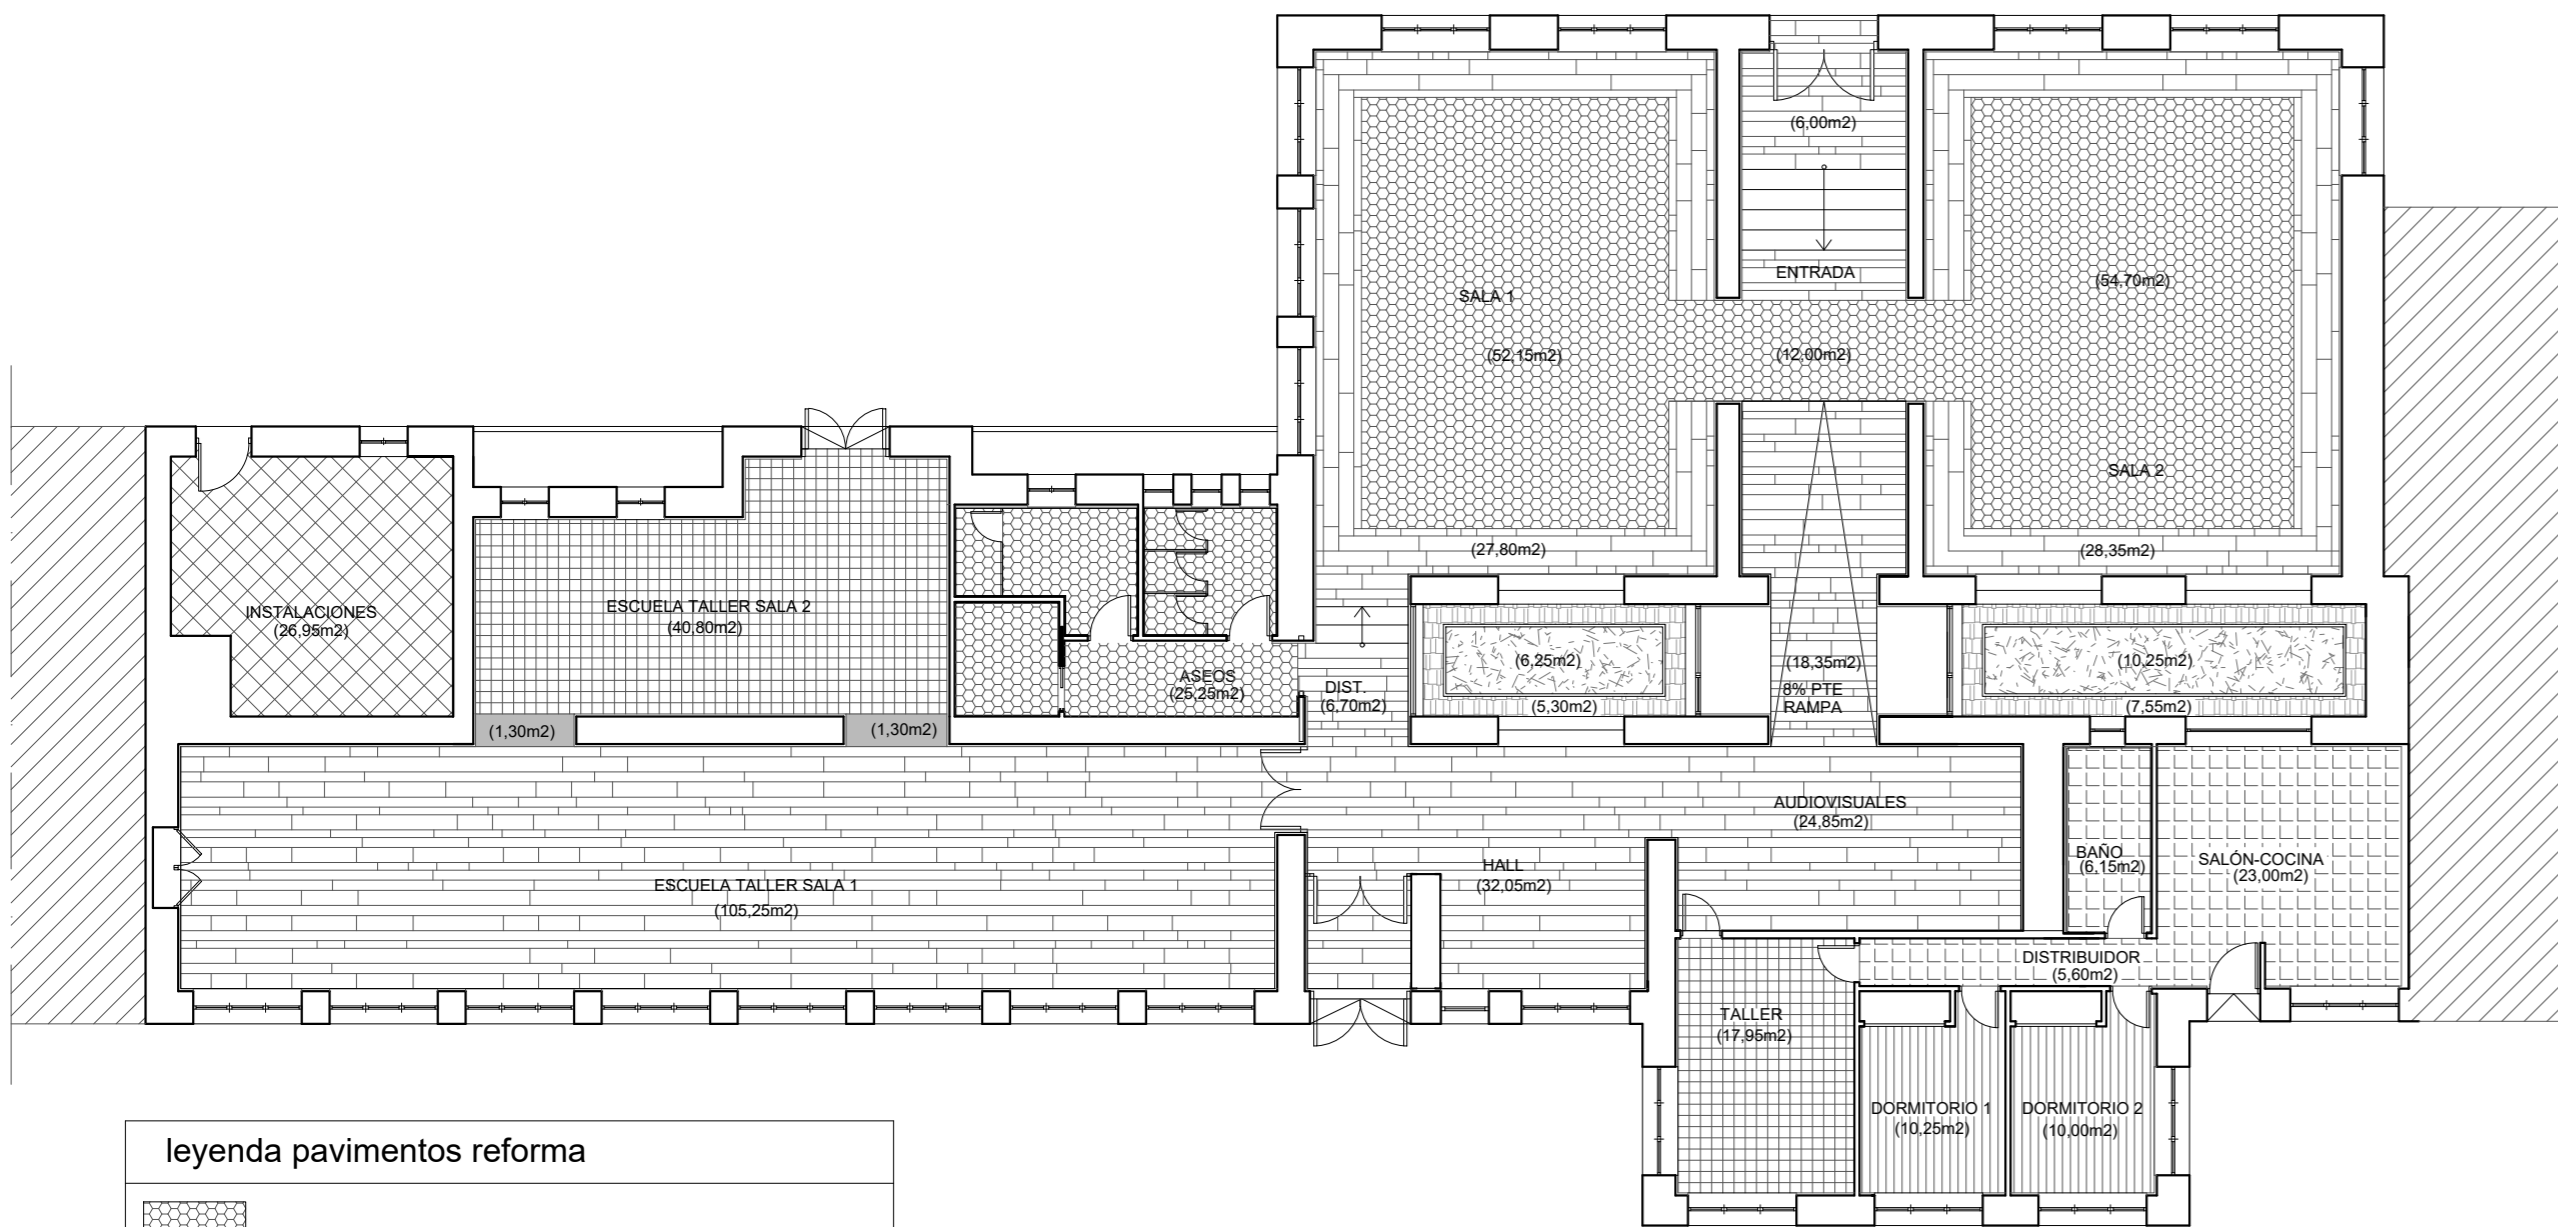 (6,00m2)
ENTRADA
SALA 1
(52,15m2)
(12,00m2)
(54,70m2)
SALA 2
(27,80m2)
(28,35m2)
INSTALACIONES
(26,95m2)
ESCUELA TALLER SALA 2
(40,80m2)
(1,30m2)
(1,30m2)
ASEOS
(25,25m2)
DIST.
(6,70m2)
(6,25m2)
(5,30m2)
(18,35m2)
8% PTE
RAMPA
(10,25m2)
(7,55m2)
ESCUELA TALLER SALA 1
(105,25m2)
HALL
(32,05m2)
AUDIOVISUALES
(24,85m2)
BAÑO
(6,15m2)
SALÓN-COCINA
(23,00m2)
DISTRIBUIDOR
(5,60m2)
TALLER
(17,95m2)
DORMITORIO 1
(10,25m2)
DORMITORIO 2
(10,00m2)
leyenda pavimentos reforma